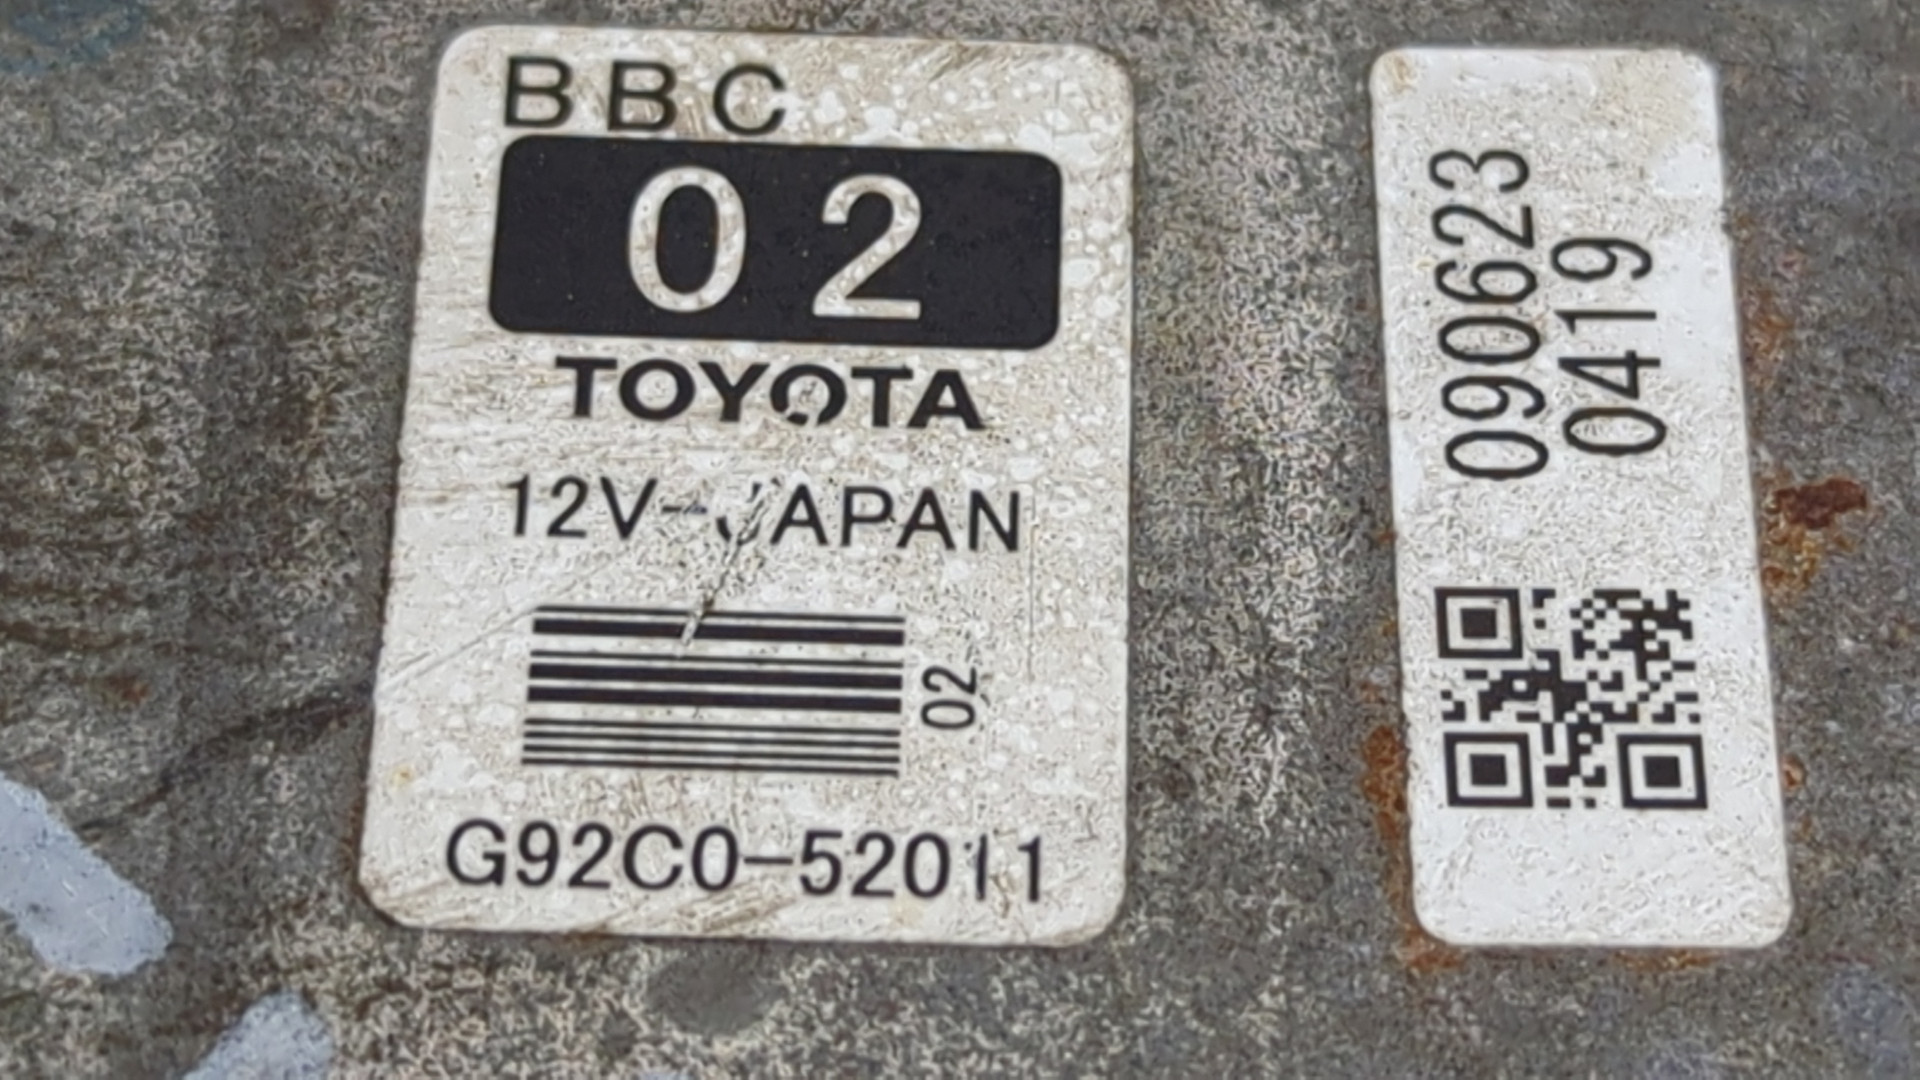 BBC
02
TOYOTA
12V-JAPAN
02
G92C0-52011
090623
0419